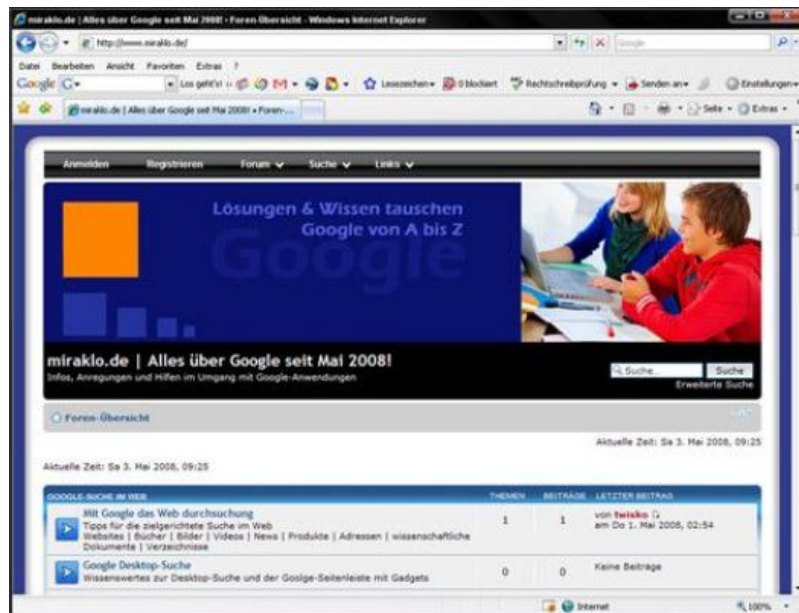 miraklo.de | Alles über Google seit Mai 2008! • Foren-Übersicht - Windows Internet Explorer
http://www.miraklo.de/
Google
Datei Bearbeiten Ansicht Favoriten Extras ?
Google G Los geht's! Lesezeichen 0 blockiert Rechtschreibprüfung Senden an Einstellungen
miraklo.de | Alles über Google seit Mai 2008! • Foren-... Seite Extras
Anmelden Registrieren Forum Suche Links
Lösungen & Wissen tauschen
Google von A bis Z
Google
miraklo.de | Alles über Google seit Mai 2008!
Infos, Anregungen und Hilfen im Umgang mit Google-Anwendungen
Suche... Suche
Erweiterte Suche
Foren-Übersicht
Aktuelle Zeit: Sa 3. Mai 2008, 09:25
Aktuelle Zeit: Sa 3. Mai 2008, 09:25
GOOGLE-SUCHE IM WEB THEMEN BEITRÄGE LETZTER BEITRAG
Mit Google das Web durchsuchung
Tipps für die zielgerichtete Suche im Web
Websites | Bücher | Bilder | Videos | News | Produkte | Adressen | wissenschaftliche
Dokumente | Verzeichnisse
1 1 von twisko
am Do 1. Mai 2008, 02:54
Google Desktop-Suche
Wissenswertes zur Desktop-Suche und der Goolge-Seitenleiste mit Gadgets
0 0 Keine Beiträge
Internet 100%